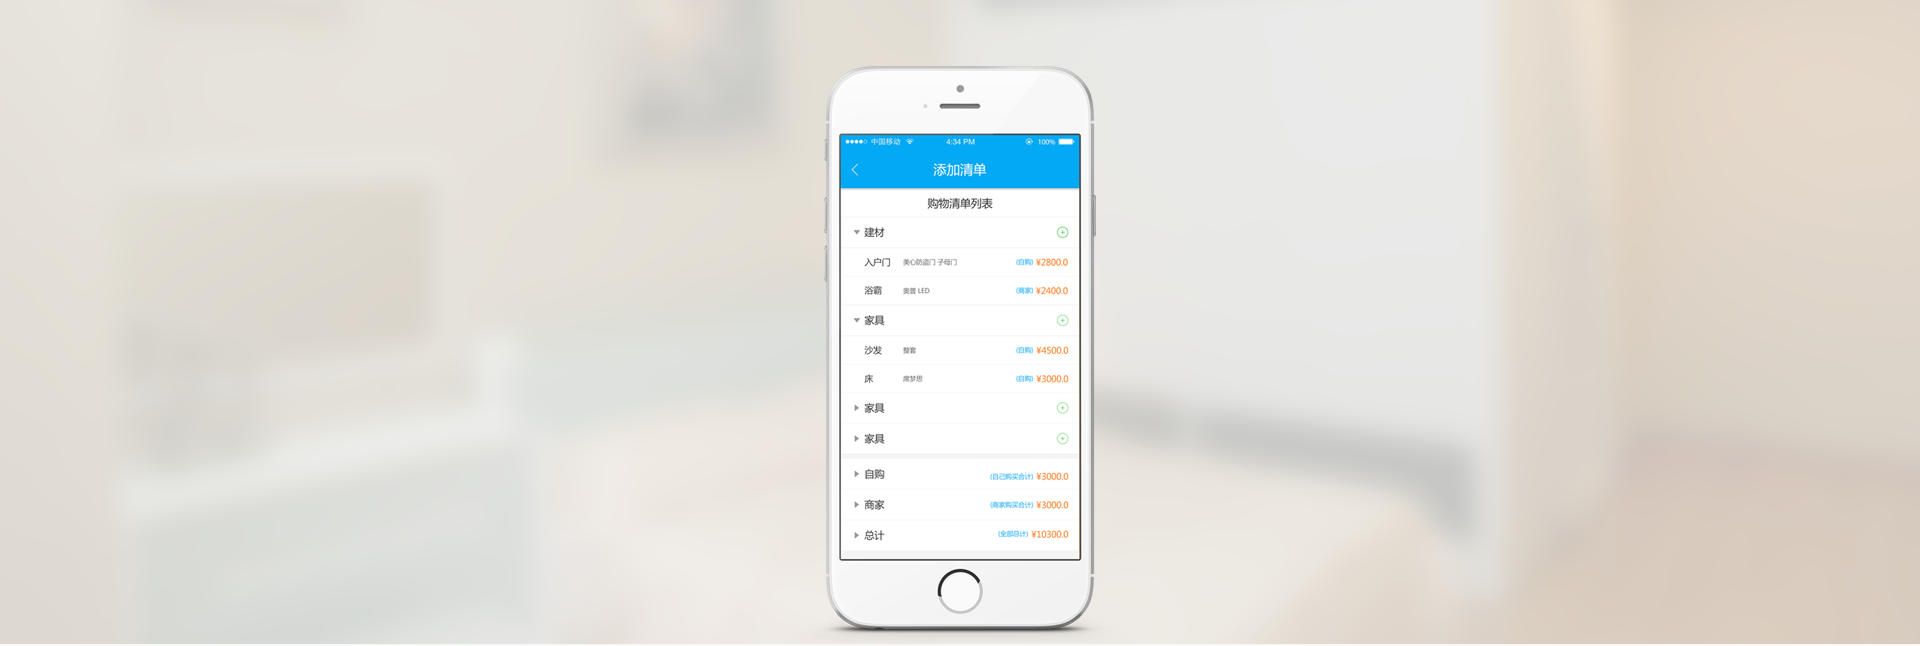 中国移动 4:34 PM 100%
添加清单
购物清单列表
建材
入户门 美心防盗门 子母门 (自购) ¥2800.0
浴霸 奥普 LED (商家) ¥2400.0
家具
沙发 整套 (自购) ¥4500.0
床 席梦思 (自购) ¥3000.0
家具
家具
自购 (自己购买合计) ¥3000.0
商家 (商家购买合计) ¥3000.0
总计 (全部总计) ¥10300.0